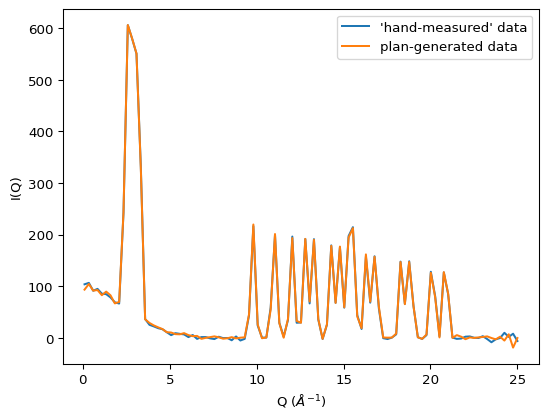 'hand-measured' data
plan-generated data
600
500
400
300
200
100
0
I(Q)
0 5 10 15 20 25
Q (Å⁻¹)